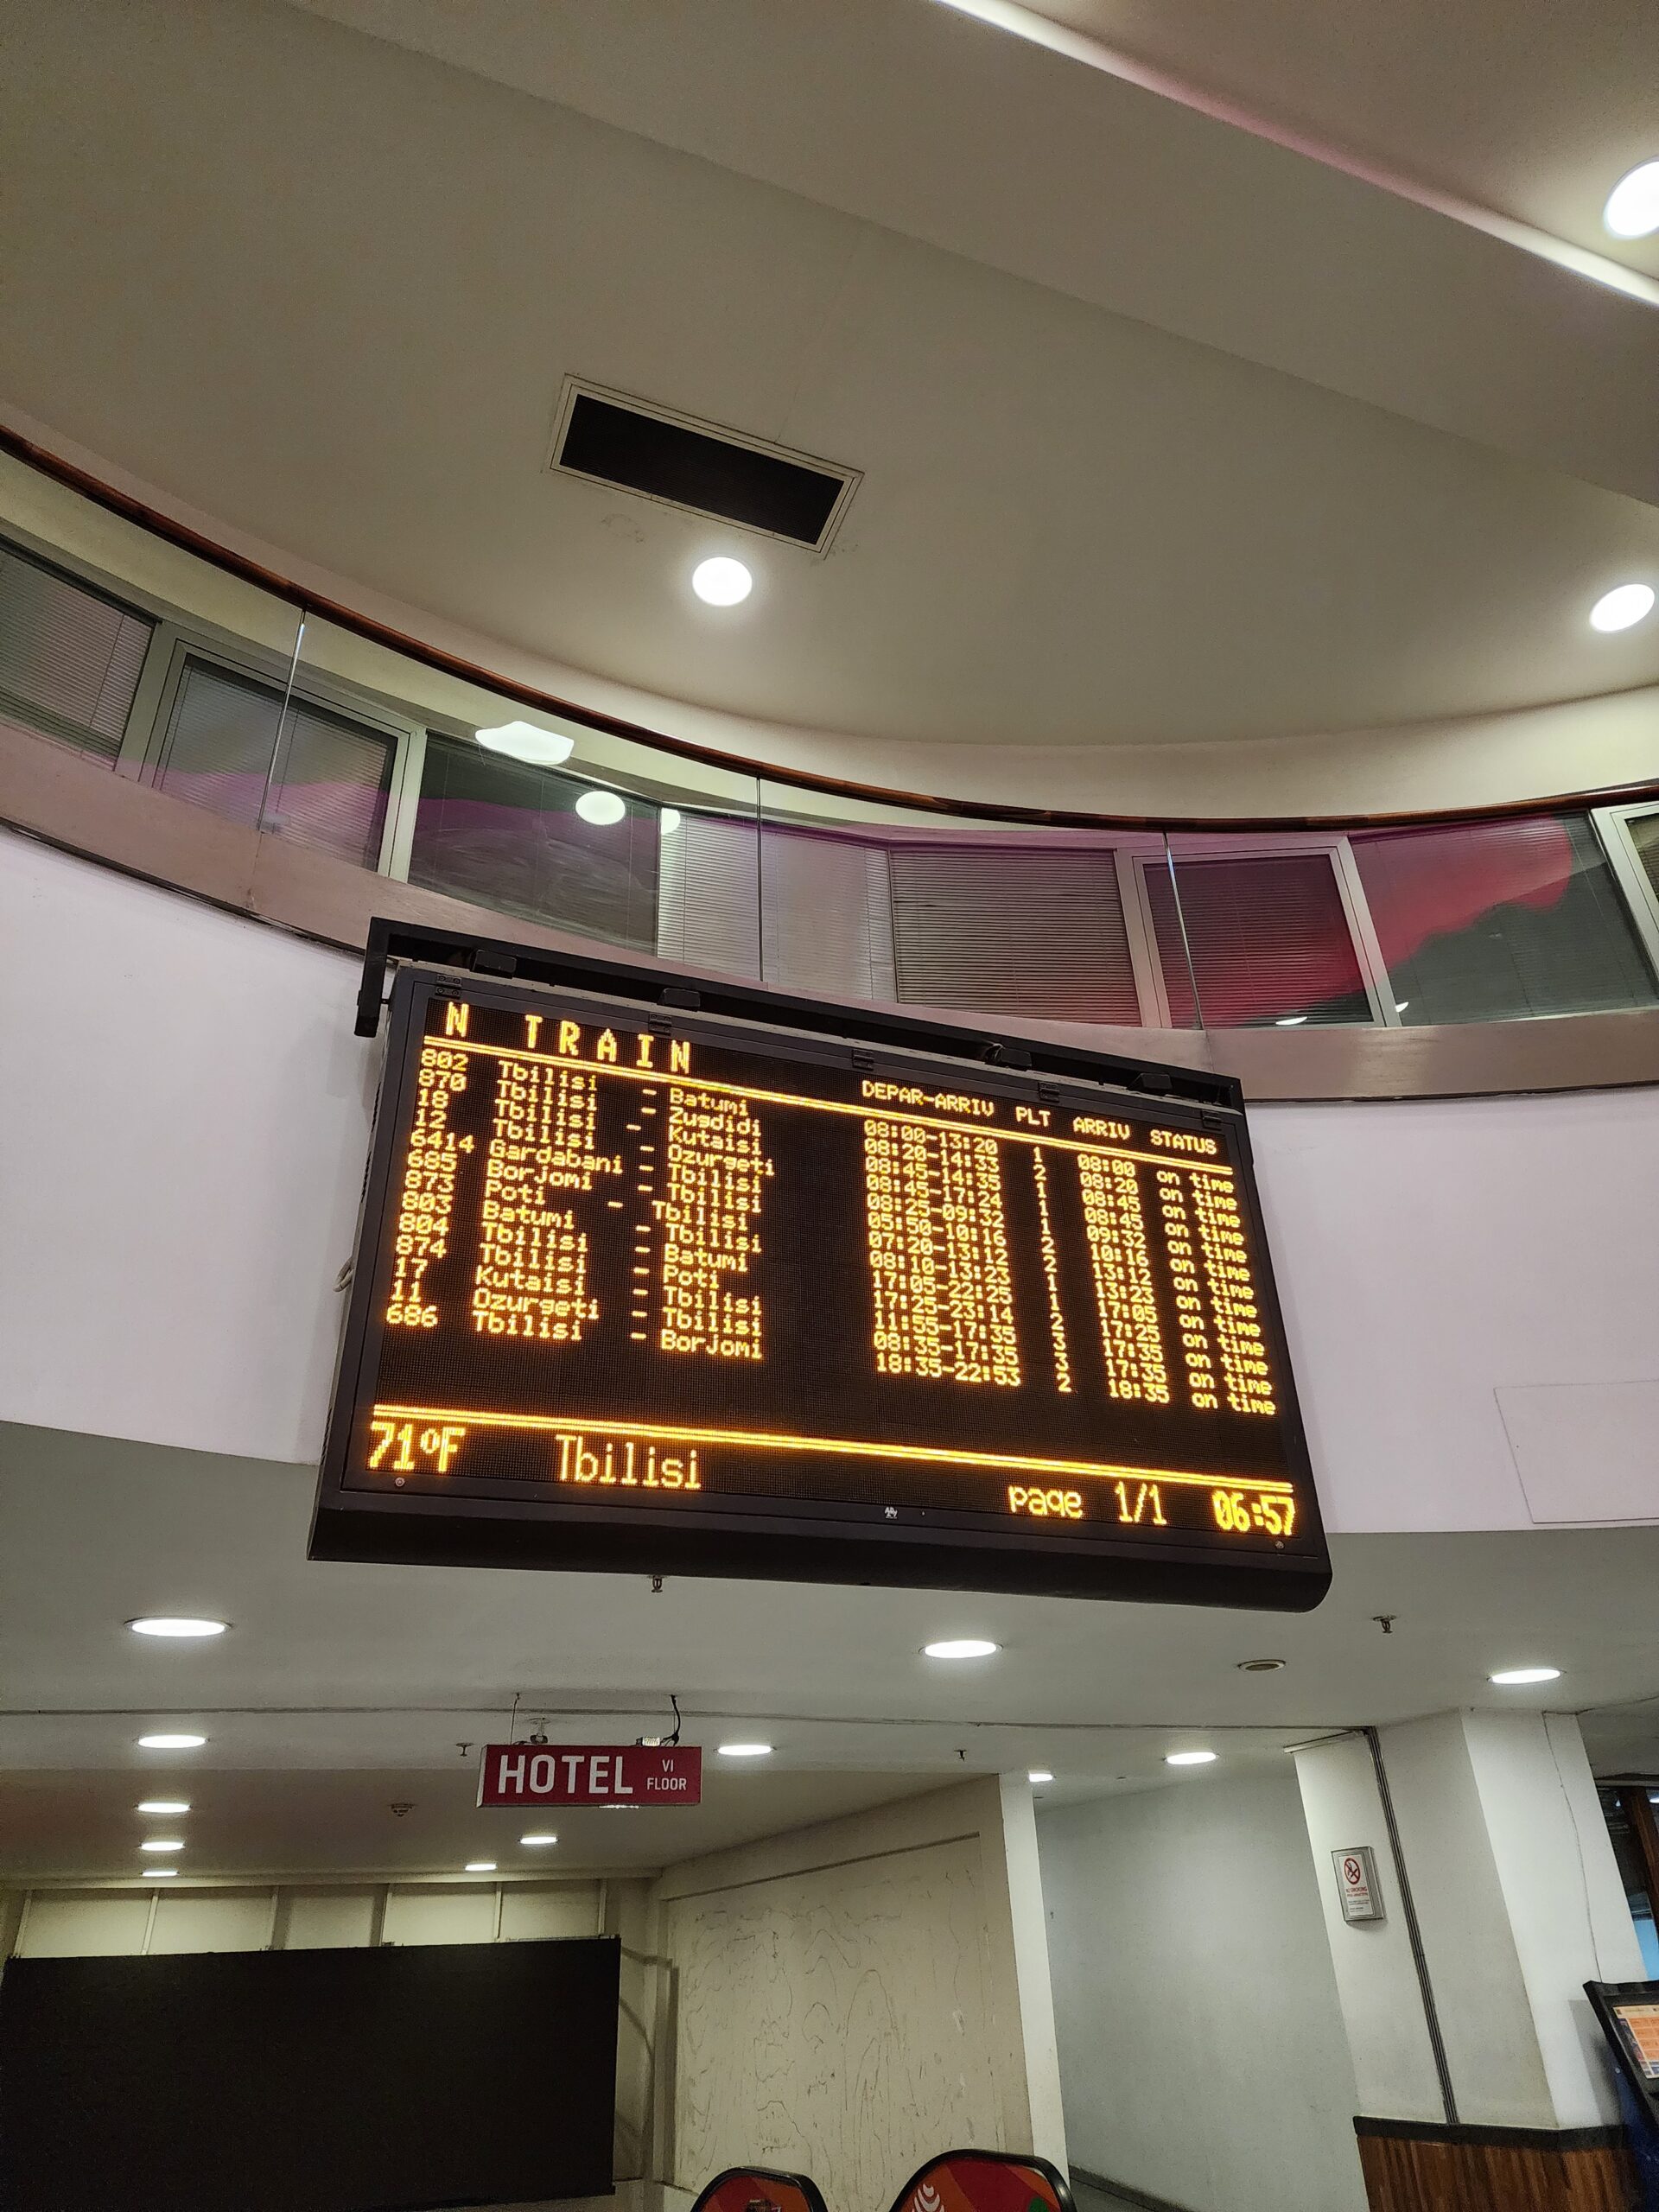 N TRAIN DEPAR-ARRIV PLT ARRIV STATUS
802 Tbilisi - Batumi 08:00-13:20 1 08:00 on time
870 Tbilisi - Zugdidi 08:20-14:33 2 08:20 on time
18 Tbilisi - Kutaisi 08:45-14:35 1 08:45 on time
12 Tbilisi - Ozurgeti 08:45-17:24 1 08:45 on time
6414 Gardabani - Tbilisi 08:25-09:32 1 09:32 on time
685 Borjomi - Tbilisi 05:50-10:16 2 10:16 on time
873 Poti - Tbilisi 07:20-13:12 2 13:12 on time
803 Batumi - Tbilisi 08:10-13:23 1 13:23 on time
804 Tbilisi - Batumi 17:05-22:25 1 17:05 on time
874 Tbilisi - Poti 17:25-23:14 2 17:25 on time
17 Kutaisi - Tbilisi 11:55-17:35 3 17:35 on time
11 Ozurgeti - Tbilisi 08:35-17:35 3 17:35 on time
686 Tbilisi - Borjomi 18:35-22:53 2 18:35 on time
71°F Tbilisi page 1/1 06:57
HOTEL VI FLOOR